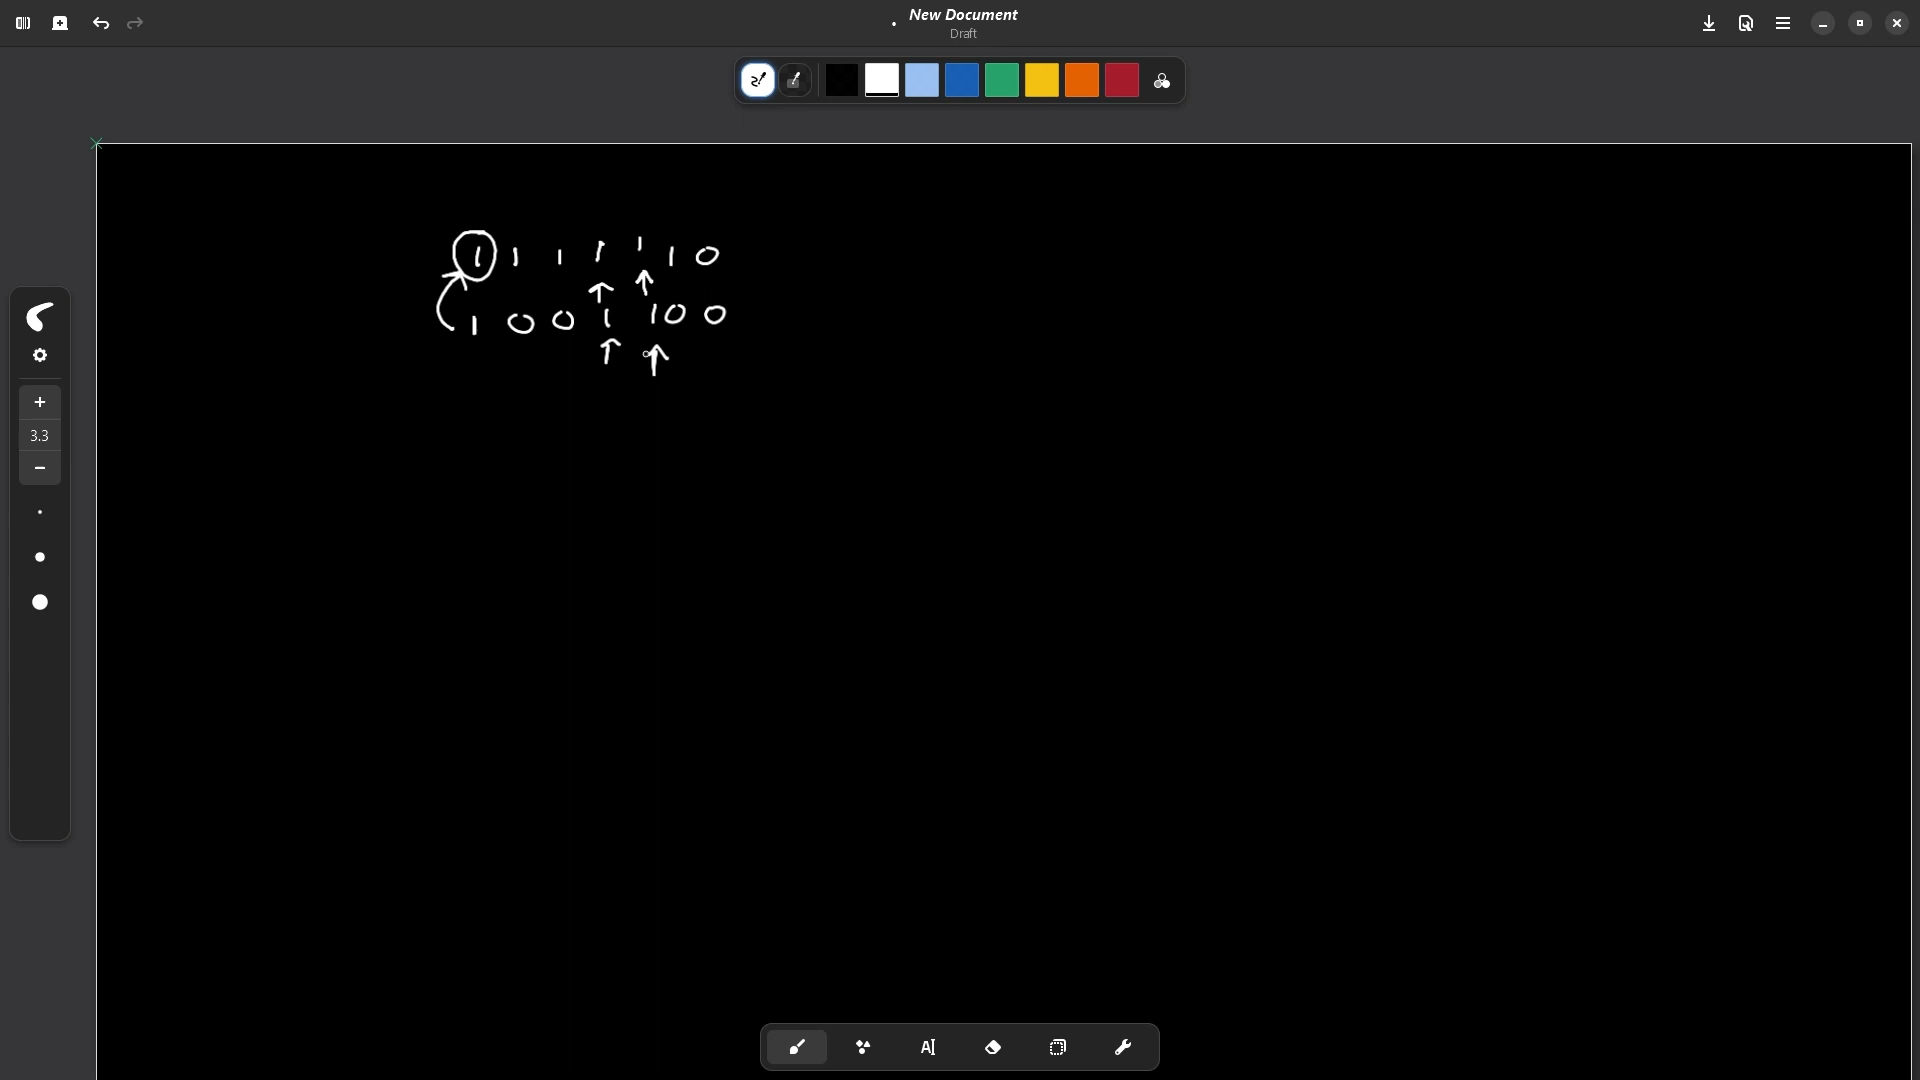 New Document
Draft
1 1 1 1 1 1 0
1 0 0 1 1 0 0
+
3.3
−
A